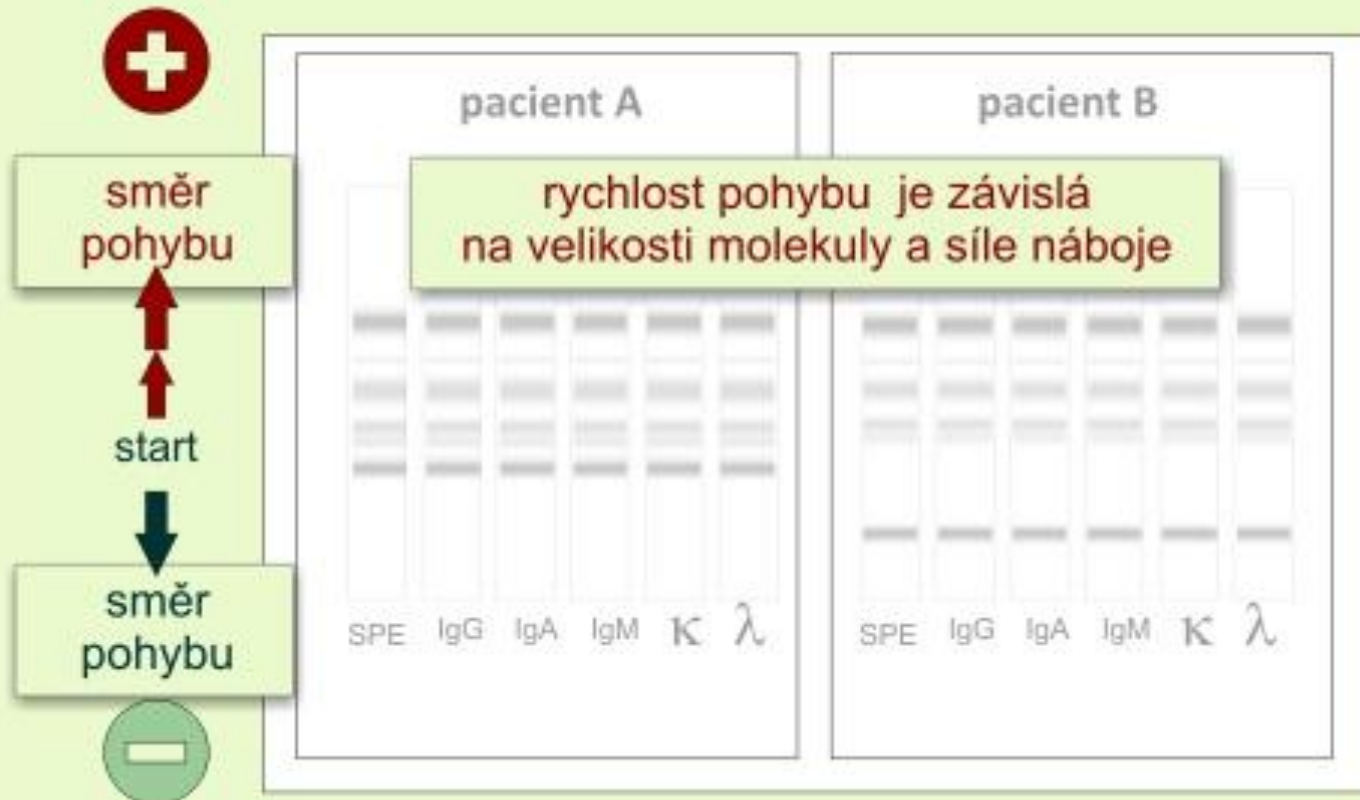 pacient A
pacient B
směr
pohybu
rychlost pohybu je závislá
na velikosti molekuly a síle náboje
start
směr
pohybu
SPE IgG IgA IgM κ λ
SPE IgG IgA IgM κ λ